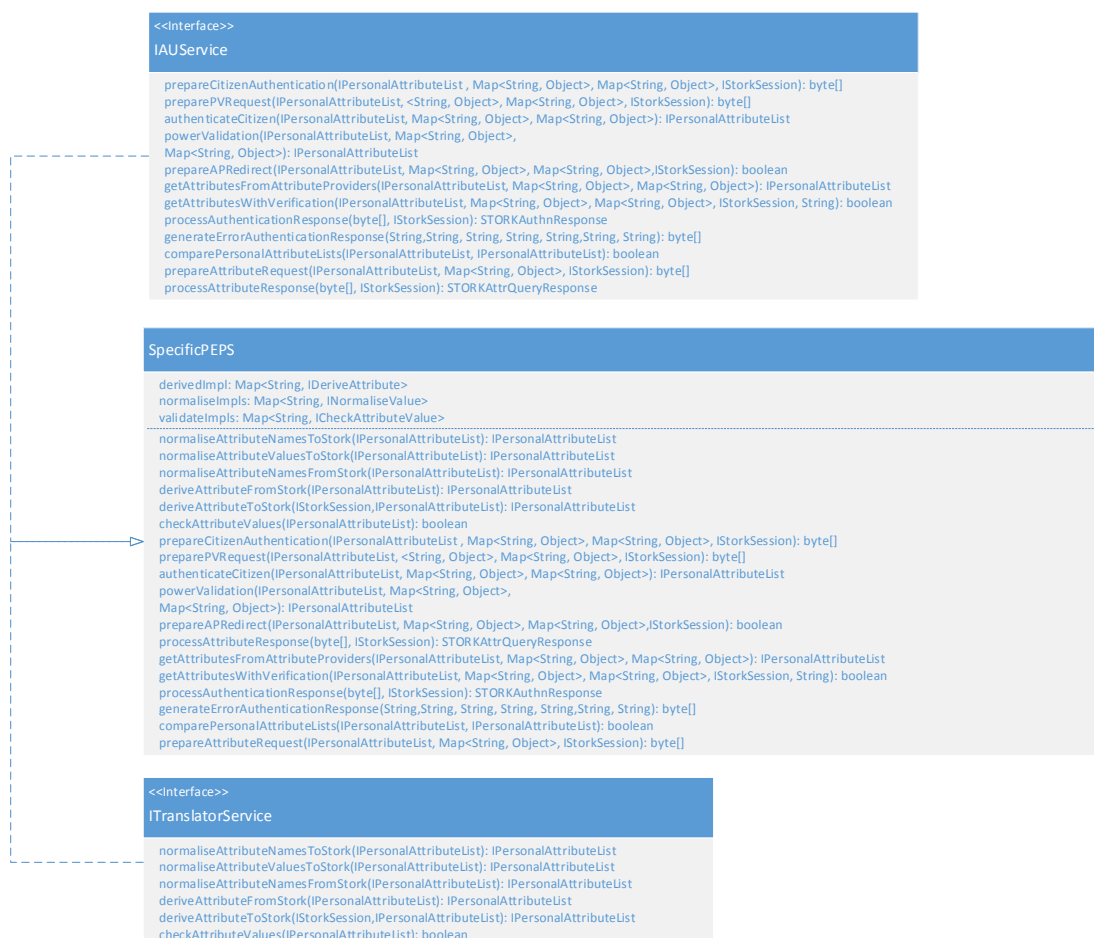 <<Interface>>
IAUService
prepareCitizenAuthentication(IPersonalAttributeList , Map<String, Object>, Map<String, Object>, IStorkSession): byte[]
preparePVRequest(IPersonalAttributeList, <String, Object>, Map<String, Object>, IStorkSession): byte[]
authenticateCitizen(IPersonalAttributeList, Map<String, Object>, Map<String, Object>): IPersonalAttributeList
powerValidation(IPersonalAttributeList, Map<String, Object>,
Map<String, Object>): IPersonalAttributeList
prepareAPRedirect(IPersonalAttributeList, Map<String, Object>, Map<String, Object>,IStorkSession): boolean
getAttributesFromAttributeProviders(IPersonalAttributeList, Map<String, Object>, Map<String, Object>): IPersonalAttributeList
getAttributesWithVerification(IPersonalAttributeList, Map<String, Object>, Map<String, Object>, IStorkSession, String): boolean
processAuthenticationResponse(byte[], IStorkSession): STORKAuthnResponse
generateErrorAuthenticationResponse(String,String, String, String, String,String, String): byte[]
comparePersonalAttributeLists(IPersonalAttributeList, IPersonalAttributeList): boolean
prepareAttributeRequest(IPersonalAttributeList, Map<String, Object>, IStorkSession): byte[]
processAttributeResponse(byte[], IStorkSession): STORKAttrQueryResponse
SpecificPEPS
derivedImpl: Map<String, IDeriveAttribute>
normaliseImpls: Map<String, INormaliseValue>
validateImpls: Map<String, ICheckAttributeValue>
normaliseAttributeNamesToStork(IPersonalAttributeList): IPersonalAttributeList
normaliseAttributeValuesToStork(IPersonalAttributeList): IPersonalAttributeList
normaliseAttributeNamesFromStork(IPersonalAttributeList): IPersonalAttributeList
deriveAttributeFromStork(IPersonalAttributeList): IPersonalAttributeList
deriveAttributeToStork(IStorkSession,IPersonalAttributeList): IPersonalAttributeList
checkAttributeValues(IPersonalAttributeList): boolean
prepareCitizenAuthentication(IPersonalAttributeList , Map<String, Object>, Map<String, Object>, IStorkSession): byte[]
preparePVRequest(IPersonalAttributeList, <String, Object>, Map<String, Object>, IStorkSession): byte[]
authenticateCitizen(IPersonalAttributeList, Map<String, Object>, Map<String, Object>): IPersonalAttributeList
powerValidation(IPersonalAttributeList, Map<String, Object>,
Map<String, Object>): IPersonalAttributeList
prepareAPRedirect(IPersonalAttributeList, Map<String, Object>, Map<String, Object>,IStorkSession): boolean
processAttributeResponse(byte[], IStorkSession): STORKAttrQueryResponse
getAttributesFromAttributeProviders(IPersonalAttributeList, Map<String, Object>, Map<String, Object>): IPersonalAttributeList
getAttributesWithVerification(IPersonalAttributeList, Map<String, Object>, Map<String, Object>, IStorkSession, String): boolean
processAuthenticationResponse(byte[], IStorkSession): STORKAuthnResponse
generateErrorAuthenticationResponse(String,String, String, String, String,String, String): byte[]
comparePersonalAttributeLists(IPersonalAttributeList, IPersonalAttributeList): boolean
prepareAttributeRequest(IPersonalAttributeList, Map<String, Object>, IStorkSession): byte[]
<<Interface>>
ITranslatorService
normaliseAttributeNamesToStork(IPersonalAttributeList): IPersonalAttributeList
normaliseAttributeValuesToStork(IPersonalAttributeList): IPersonalAttributeList
normaliseAttributeNamesFromStork(IPersonalAttributeList): IPersonalAttributeList
deriveAttributeFromStork(IPersonalAttributeList): IPersonalAttributeList
deriveAttributeToStork(IStorkSession,IPersonalAttributeList): IPersonalAttributeList
checkAttributeValues(IPersonalAttributeList): boolean